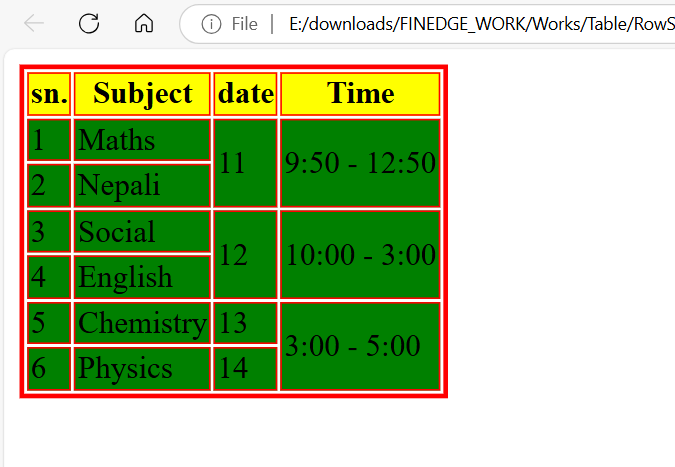 File E:/downloads/FINEDGE_WORK/Works/Table/RowS
sn. Subject date Time
1 Maths 11 9:50 - 12:50
2 Nepali
3 Social 12 10:00 - 3:00
4 English
5 Chemistry 13 3:00 - 5:00
6 Physics 14